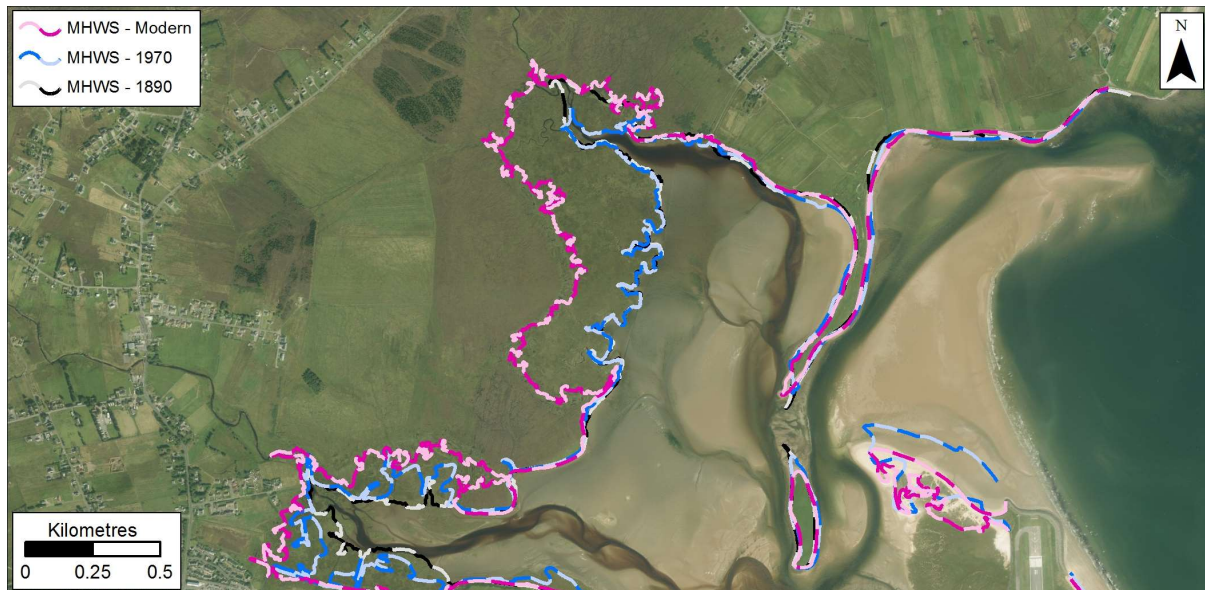 MHWS - Modern
MHWS - 1970
MHWS - 1890
N
Kilometres
0 0.25 0.5